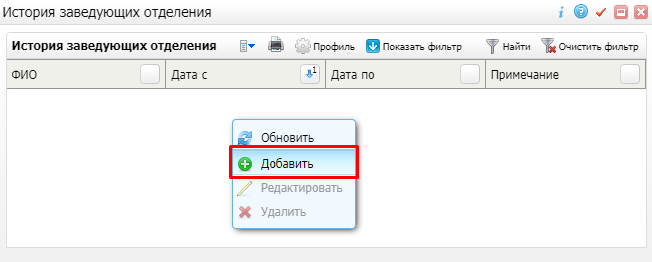 История заведующих отделения
История заведующих отделения Профиль Показать фильтр Найти Очистить фильтр
ФИО Дата с 1 Дата по Примечание
Обновить
Добавить
Редактировать
Удалить